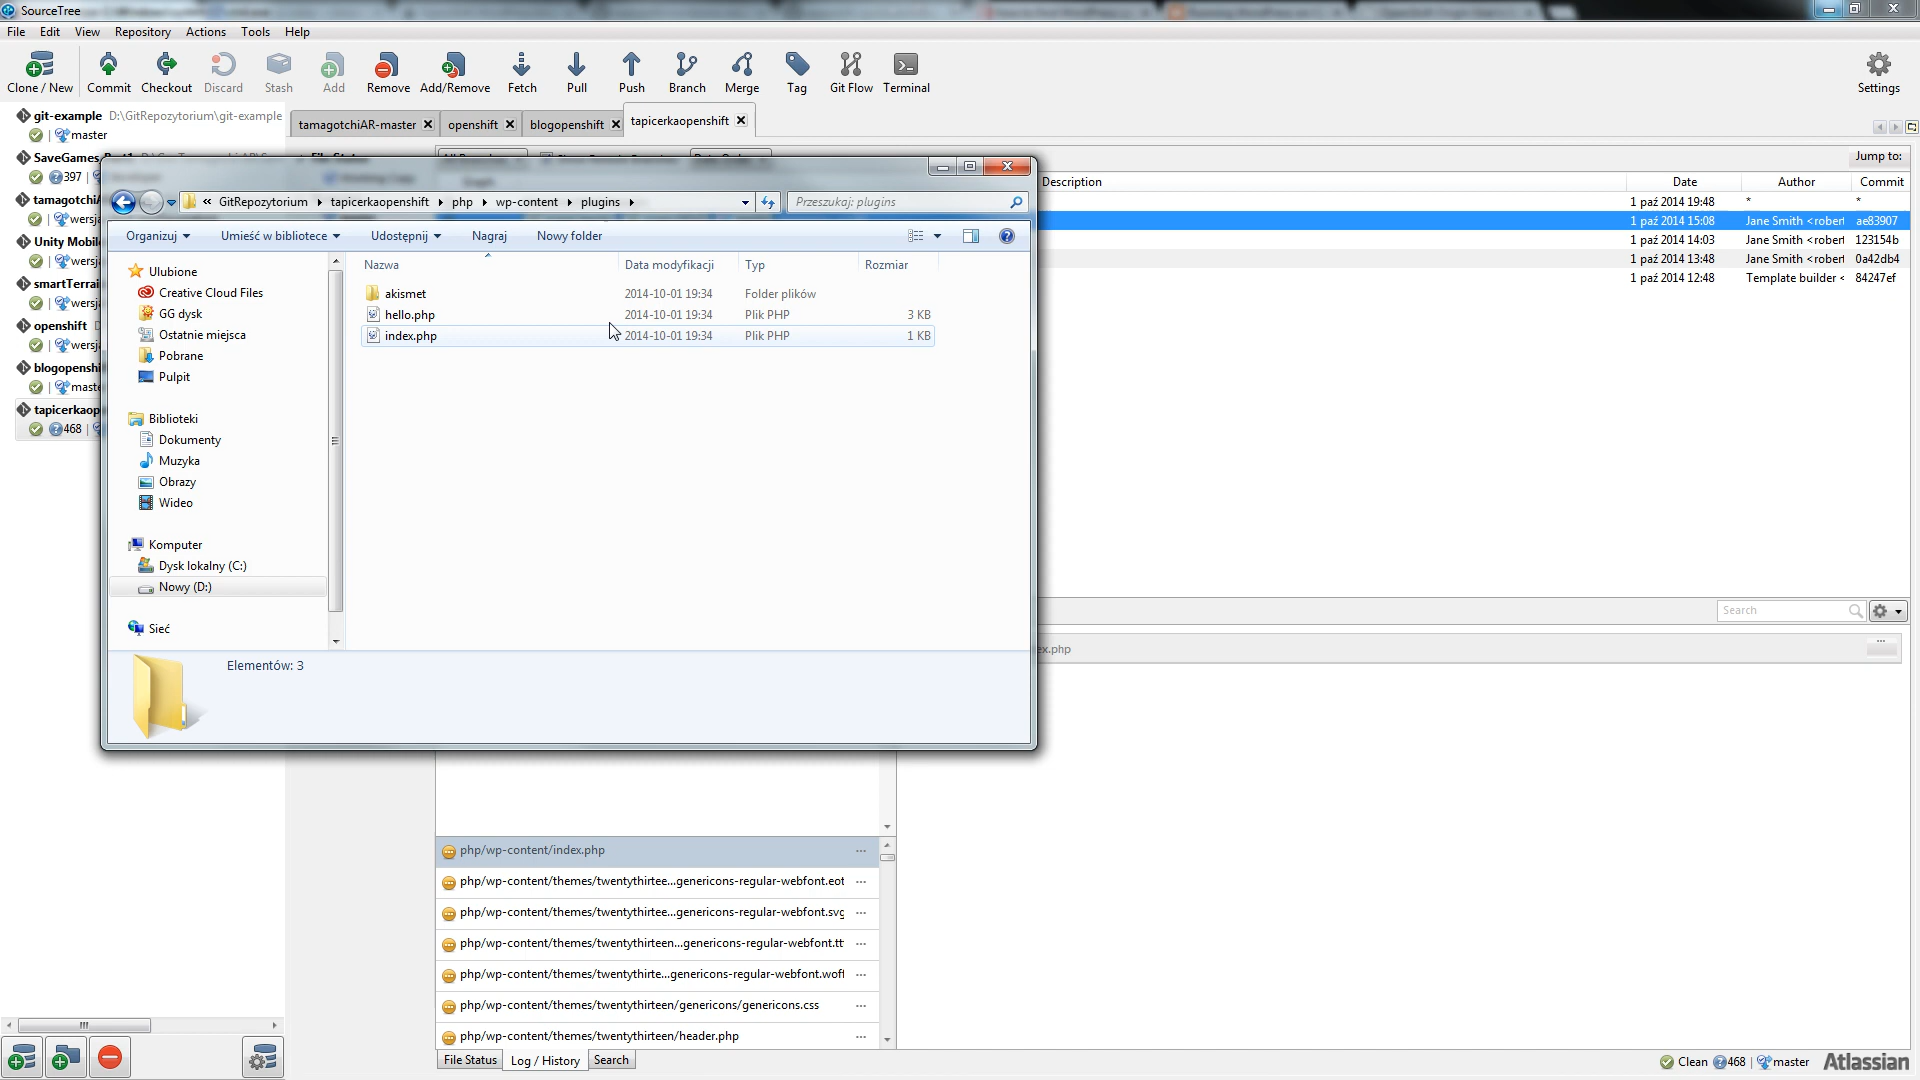 SourceTree
File Edit View Repository Actions Tools Help
Clone / New Commit Checkout Discard Stash Add Remove Add/Remove Fetch Pull Push Branch Merge Tag Git Flow Terminal Settings
git-example D:\GitRepozytorium\git-example
master
tamagotchiAR-master openshift blogopenshift tapicerkaopenshift
SaveGames
397
Jump to:
Description Date Author Commit
1 paź 2014 19:48 * *
1 paź 2014 15:08 Jane Smith <robert ae83907
1 paź 2014 14:03 Jane Smith <robert 123154b
1 paź 2014 13:48 Jane Smith <robert 0a42db4
1 paź 2014 12:48 Template builder < 84247ef
tamagotchiA
wersja
Unity Mobile
wersja
smartTerrai
wersja
openshift D
wersja
blogopenshi
maste
tapicerkaop
468
« GitRepozytorium tapicerkaopenshift php wp-content plugins
Przeszukaj: plugins
Organizuj Umieść w bibliotece Udostępnij Nagraj Nowy folder
Ulubione
Creative Cloud Files
GG dysk
Ostatnie miejsca
Pobrane
Pulpit
Biblioteki
Dokumenty
Muzyka
Obrazy
Wideo
Komputer
Dysk lokalny (C:)
Nowy (D:)
Sieć
Nazwa Data modyfikacji Typ Rozmiar
akismet 2014-10-01 19:34 Folder plików
hello.php 2014-10-01 19:34 Plik PHP 3 KB
index.php 2014-10-01 19:34 Plik PHP 1 KB
Elementów: 3
Search
ex.php
php/wp-content/index.php
php/wp-content/themes/twentythirtee...genericons-regular-webfont.eot
php/wp-content/themes/twentythirtee...genericons-regular-webfont.svg
php/wp-content/themes/twentythirteen...genericons-regular-webfont.tt
php/wp-content/themes/twentythirte...genericons-regular-webfont.woff
php/wp-content/themes/twentythirteen/genericons/genericons.css
php/wp-content/themes/twentythirteen/header.php
File Status Log / History Search
Clean 468 master Atlassian